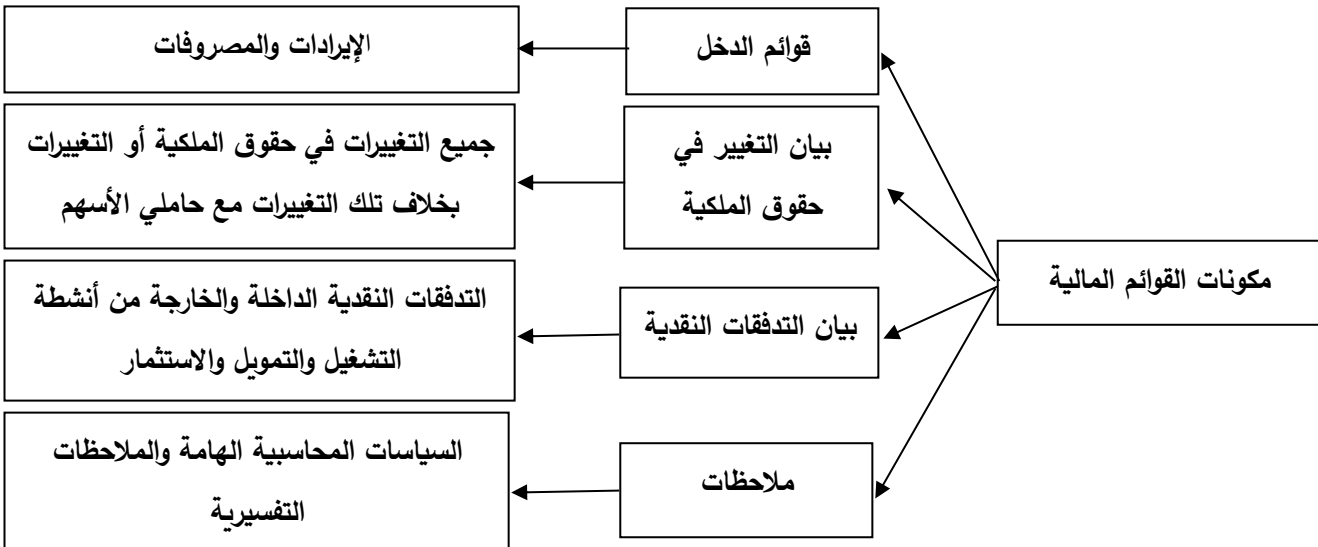 مكونات القوائم المالية
قوائم الدخل
الإيرادات والمصروفات
بيان التغيير في
حقوق الملكية
جميع التغييرات في حقوق الملكية أو التغييرات
بخلاف تلك التغييرات مع حاملي الأسهم
بيان التدفقات النقدية
التدفقات النقدية الداخلة والخارجة من أنشطة
التشغيل والتمويل والاستثمار
ملاحظات
السياسات المحاسبية الهامة والملاحظات
التفسيرية